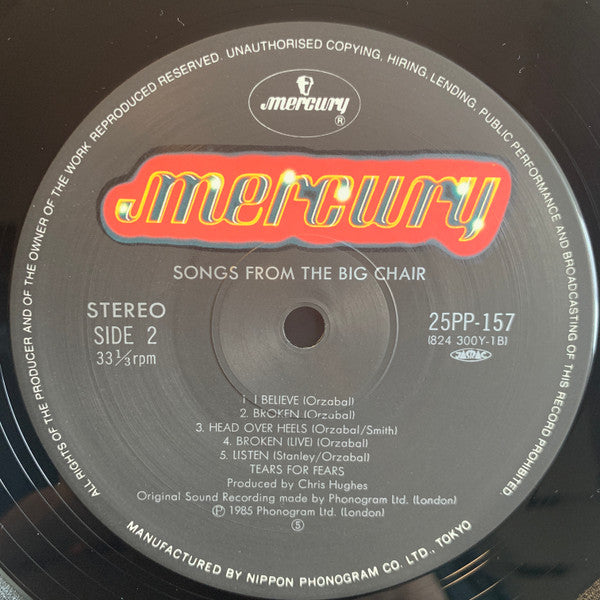 ALL RIGHTS OF THE PRODUCER AND OF THE OWNER OF THE WORK REPRODUCED RESERVED. UNAUTHORISED COPYING, HIRING, LENDING, PUBLIC PERFORMANCE AND BROADCASTING OF THIS RECORD PROHIBITED.
mercury
®
mercury
SONGS FROM THE BIG CHAIR
STEREO
SIDE 2
33⅓rpm
25PP-157
(824 300Y-1B)
JASRAC
1. I BELIEVE (Orzabal)
2. BROKEN (Orzabal)
3. HEAD OVER HEELS (Orzabal/Smith)
4. BROKEN (LIVE) (Orzabal)
5. LISTEN (Stanley/Orzabal)
TEARS FOR FEARS
Produced by Chris Hughes
Original Sound Recording made by Phonogram Ltd. (London)
Ⓟ 1985 Phonogram Ltd. (London)
⑤
MANUFACTURED BY NIPPON PHONOGRAM CO. LTD., TOKYO